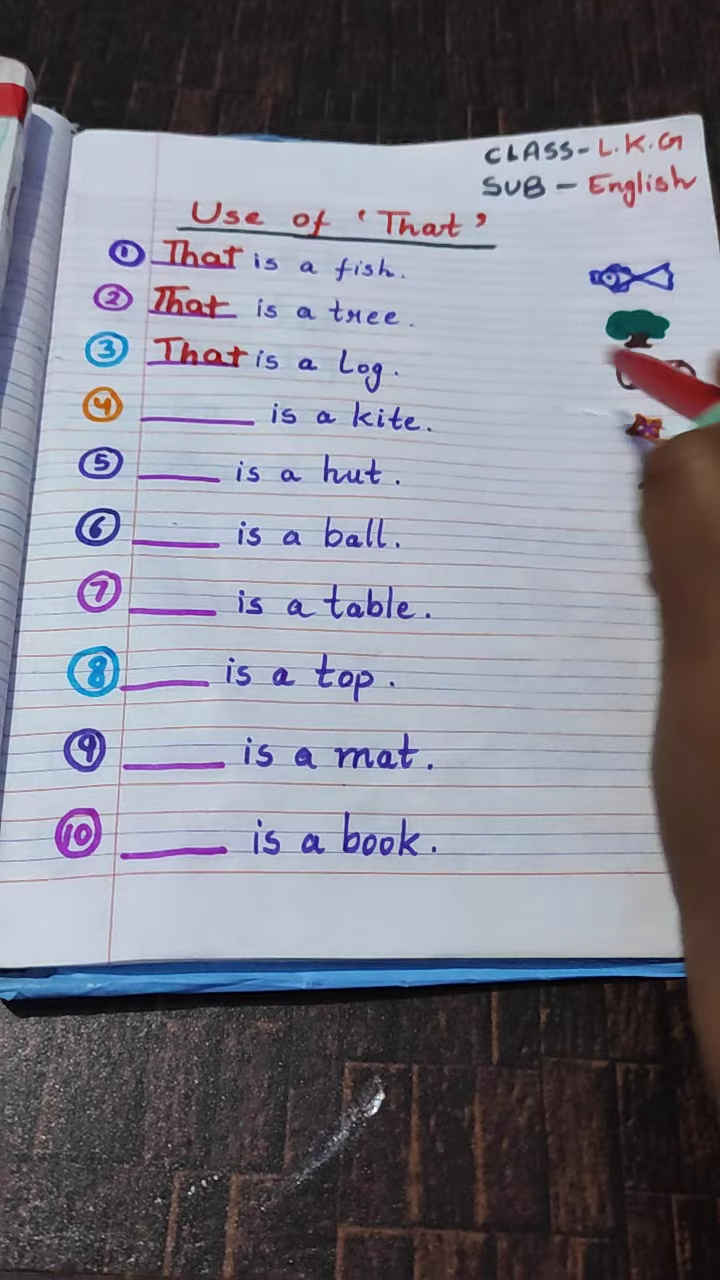 CLASS-L.K.G
SUB - English
Use of 'That'
1 That is a fish.
2 That is a tree.
3 That is a Log.
4 ______ is a kite.
5 ______ is a hut.
6 ______ is a ball.
7 ______ is a table.
8 ______ is a top.
9 ______ is a mat.
10 ______ is a book.